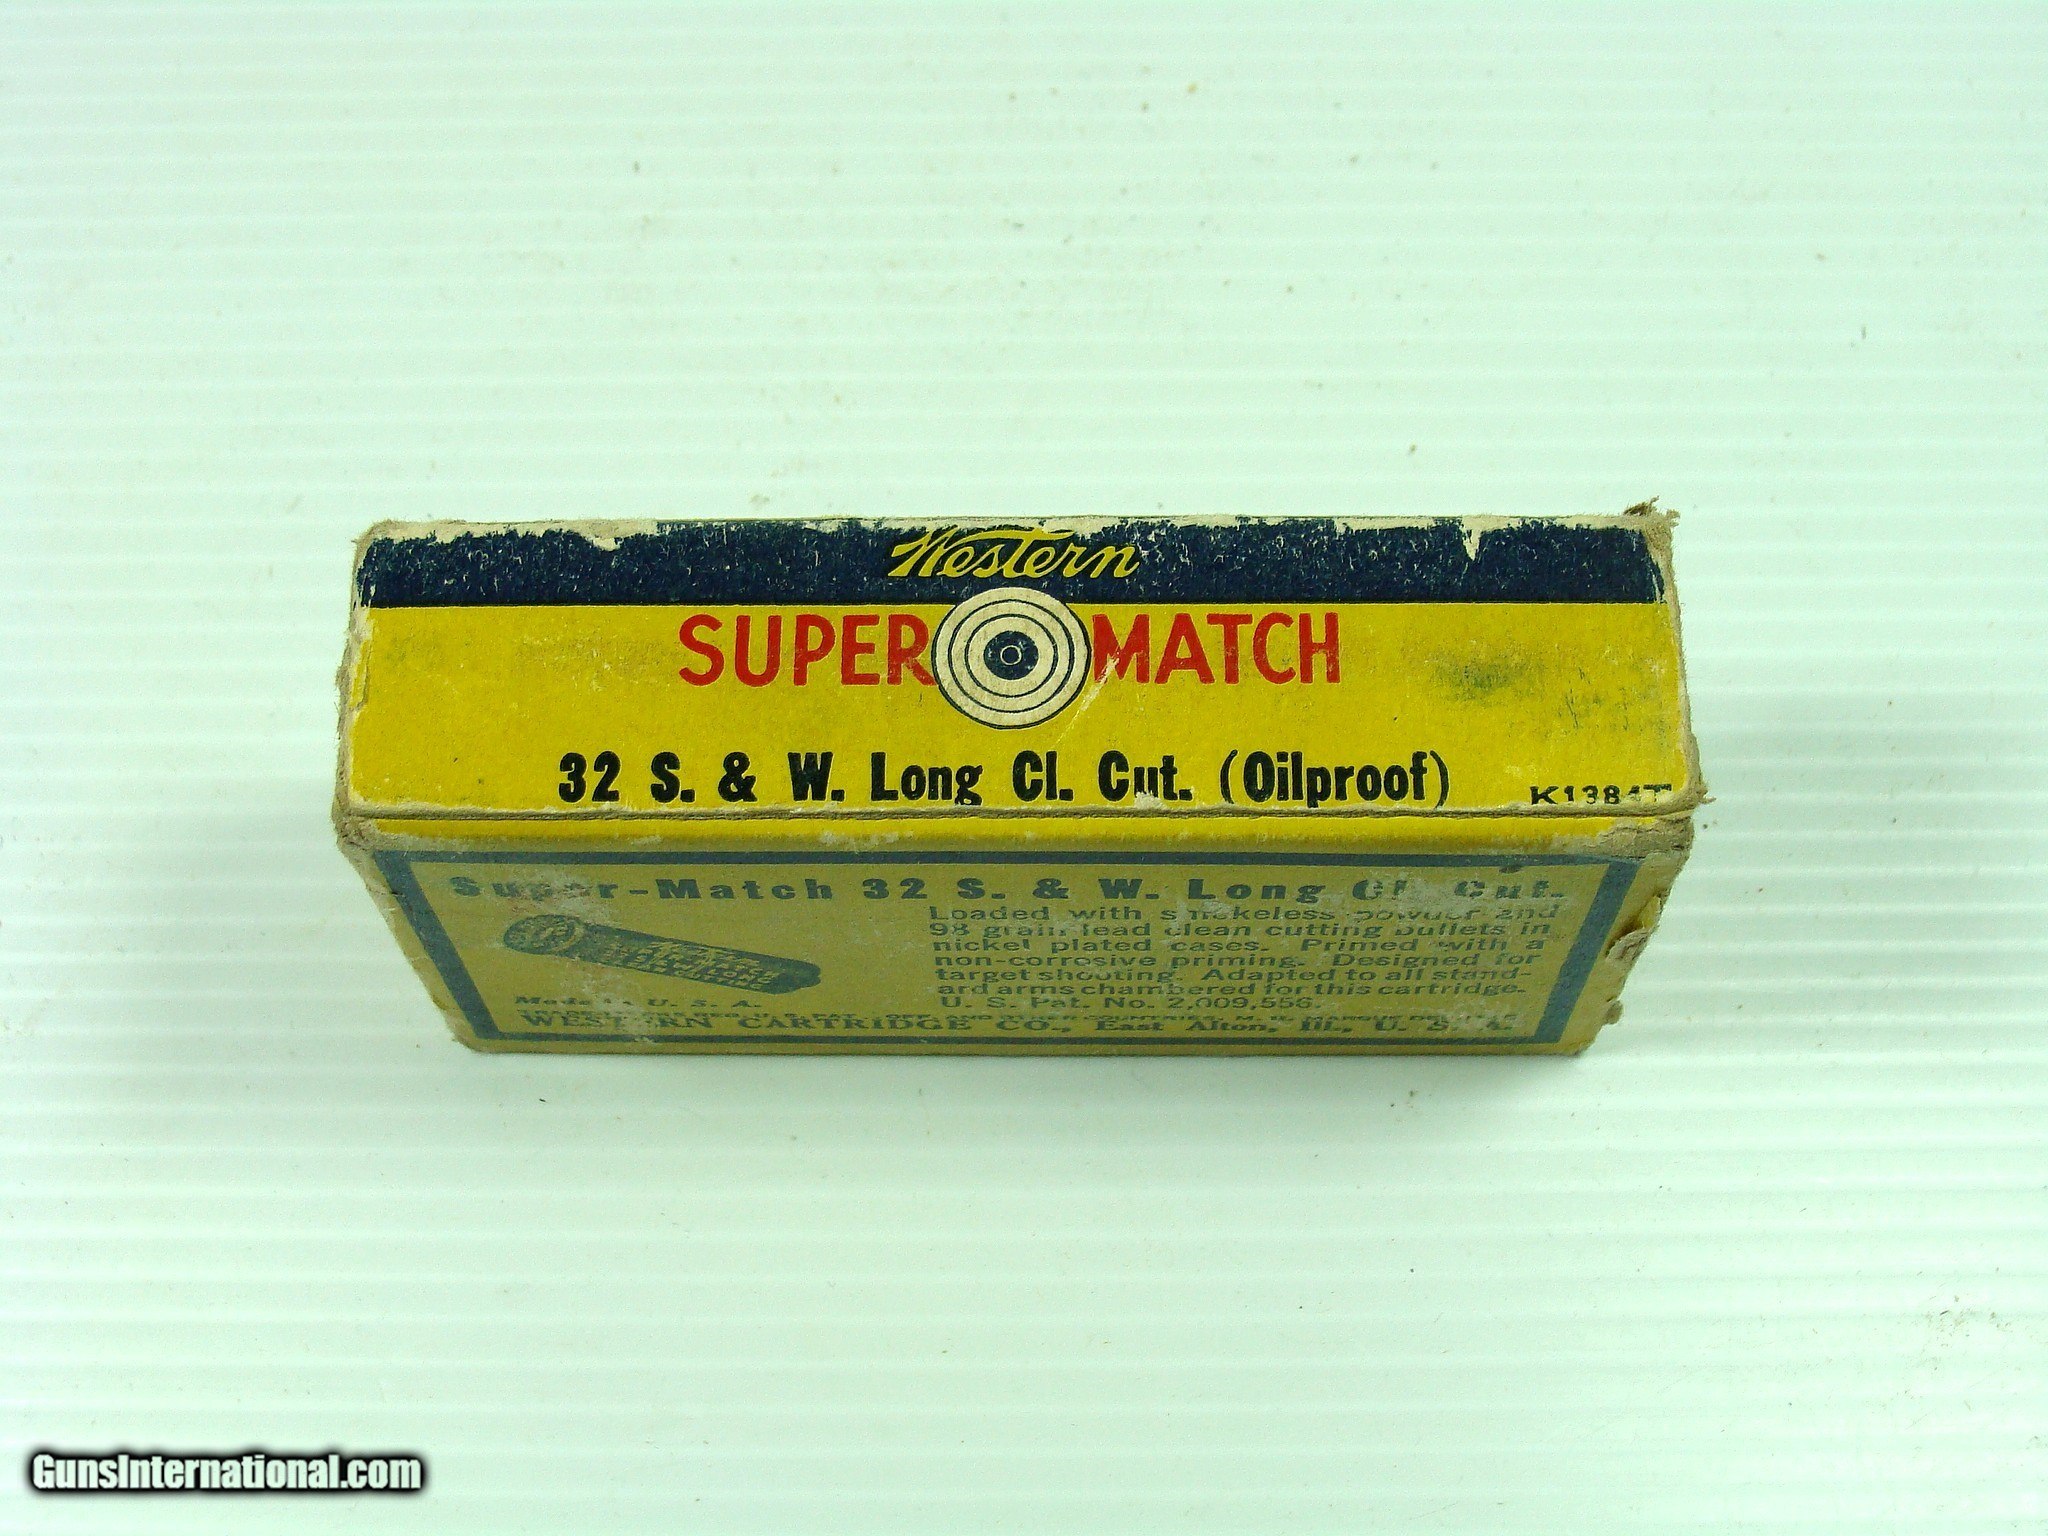 Western
SUPER MATCH
32 S. & W. Long Cl. Cut. (Oilproof)
K1384T
Super-Match 32 S. & W. Long Cl. Cut.
Loaded with smokeless powder and
98 grain lead clean cutting bullets in
nickel plated cases. Primed with a
non-corrosive priming. Designed for
target shooting. Adapted to all stand-
ard arms chambered for this cartridge.
U. S. Pat. No. 2,009,556.
Made in U. S. A.
WESTERN CARTRIDGE CO., East Alton, Ill., U. S. A.
GunsInternational.com